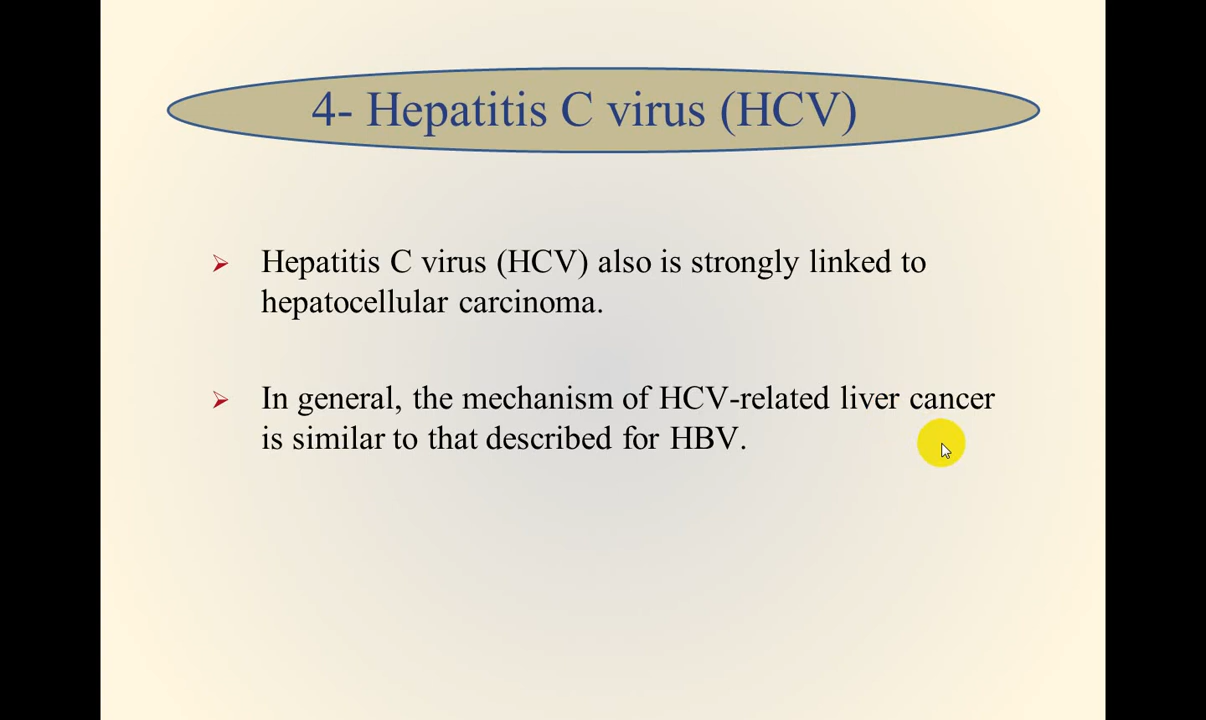 4- Hepatitis C virus (HCV)
Hepatitis C virus (HCV) also is strongly linked to
hepatocellular carcinoma.
In general, the mechanism of HCV-related liver cancer
is similar to that described for HBV.